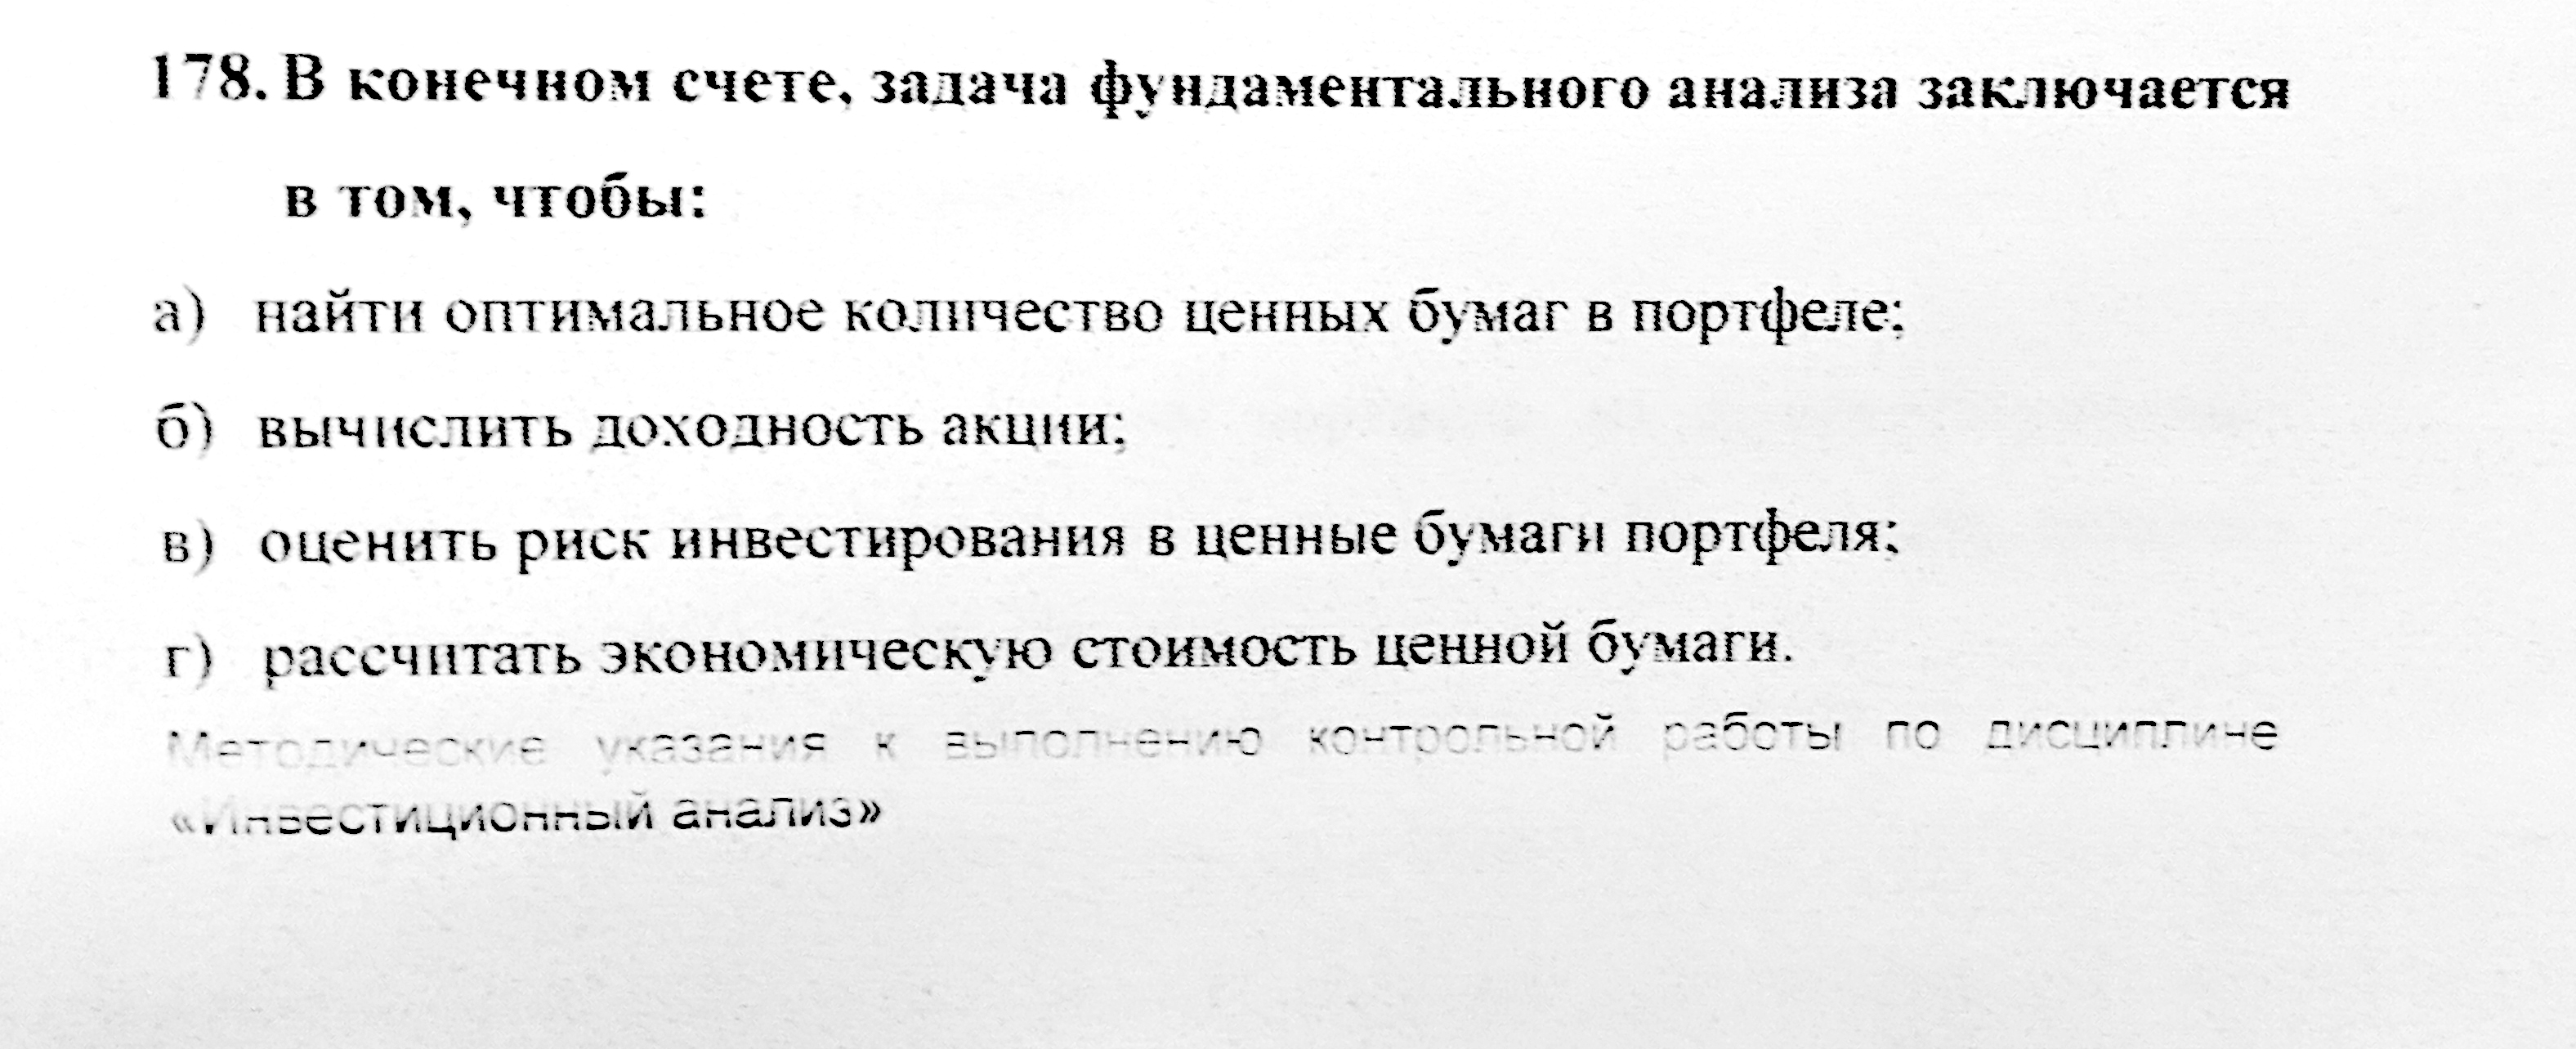 178. В конечном счете, задача фундаментального анализа заключается
в том, чтобы:
а) найти оптимальное количество ценных бумаг в портфеле;
б) вычислить доходность акции;
в) оценить риск инвестирования в ценные бумаги портфеля;
г) рассчитать экономическую стоимость ценной бумаги.
Методические указания к выполнению контрольной работы по дисциплине
«Инвестиционный анализ»